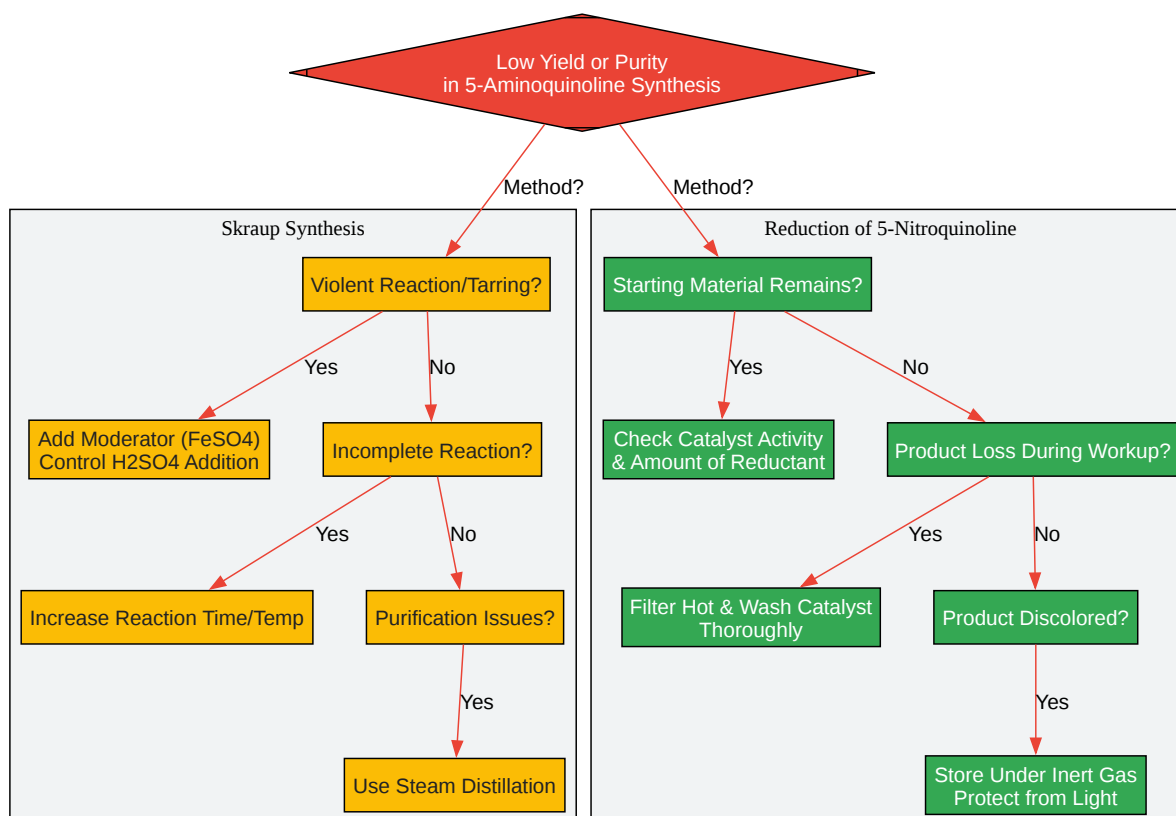 Low Yield or Purity
in 5-Aminoquinoline Synthesis
Method?
Method?
Skraup Synthesis
Reduction of 5-Nitroquinoline
Violent Reaction/Tarring?
Starting Material Remains?
Yes
No
Yes
No
Add Moderator (FeSO4)
Control H2SO4 Addition
Incomplete Reaction?
Check Catalyst Activity
& Amount of Reductant
Product Loss During Workup?
Yes
No
Yes
No
Increase Reaction Time/Temp
Purification Issues?
Filter Hot & Wash Catalyst
Thoroughly
Product Discolored?
Yes
Yes
Use Steam Distillation
Store Under Inert Gas
Protect from Light